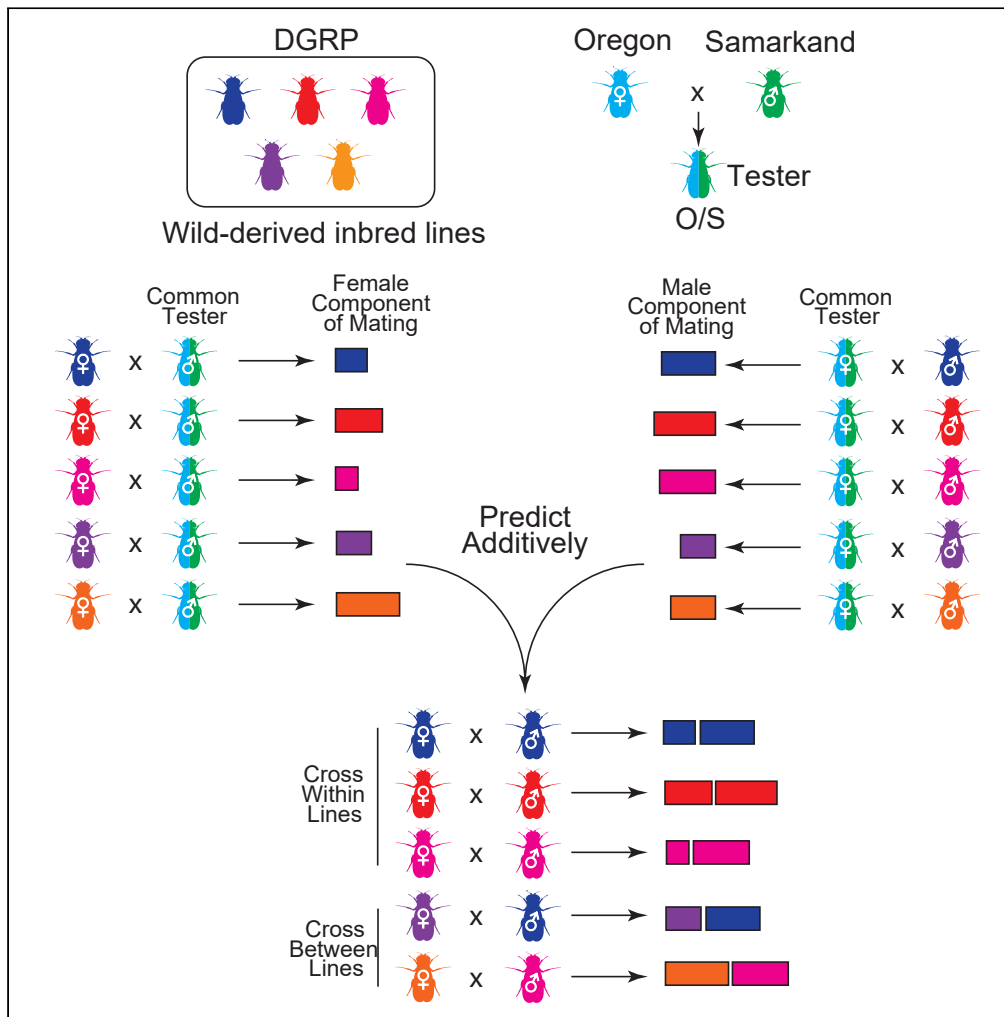 DGRP
Wild-derived inbred lines
Oregon
Samarkand
♀ x ♂
Tester
O/S
Common
Tester
Female
Component
of Mating
Male
Component
of Mating
Common
Tester
♀ x ♂
♀ x ♂
♀ x ♂
♀ x ♂
♀ x ♂
♀ x ♂
♀ x ♂
♀ x ♂
♀ x ♂
♀ x ♂
Predict
Additively
Cross
Within
Lines
♀ x ♂
♀ x ♂
♀ x ♂
Cross
Between
Lines
♀ x ♂
♀ x ♂